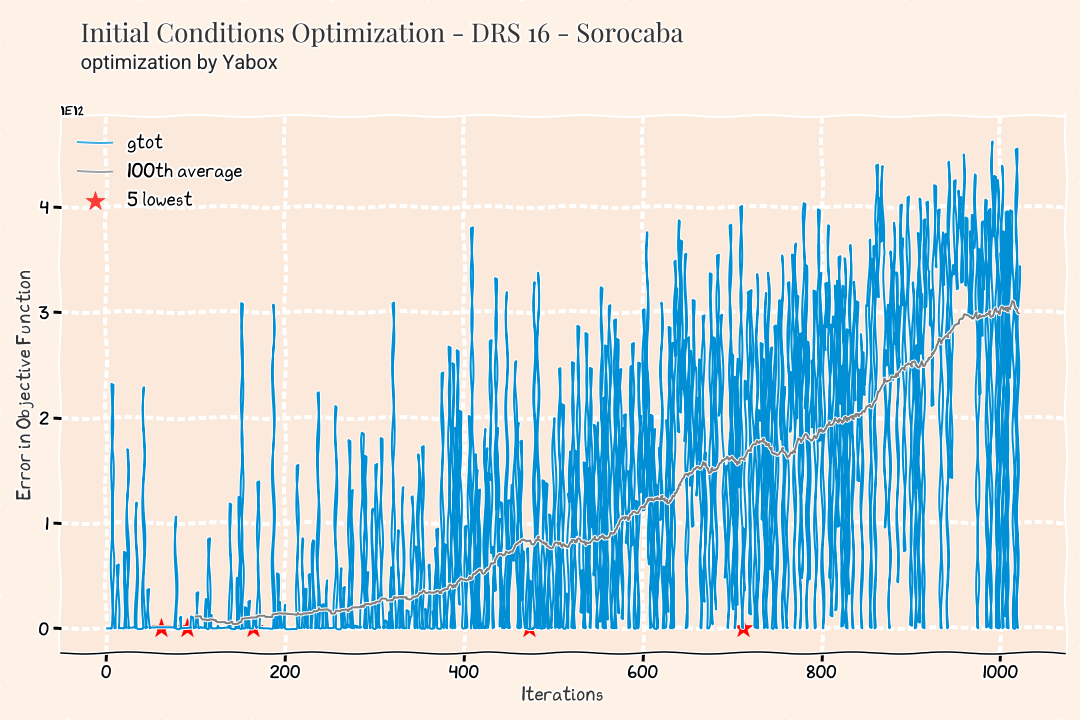 Initial Conditions Optimization - DRS 16 - Sorocaba
optimization by Yabox
1E12
gtot
100th average
5 lowest
4
3
2
1
0
Error in Objective Function
0 200 400 600 800 1000
Iterations